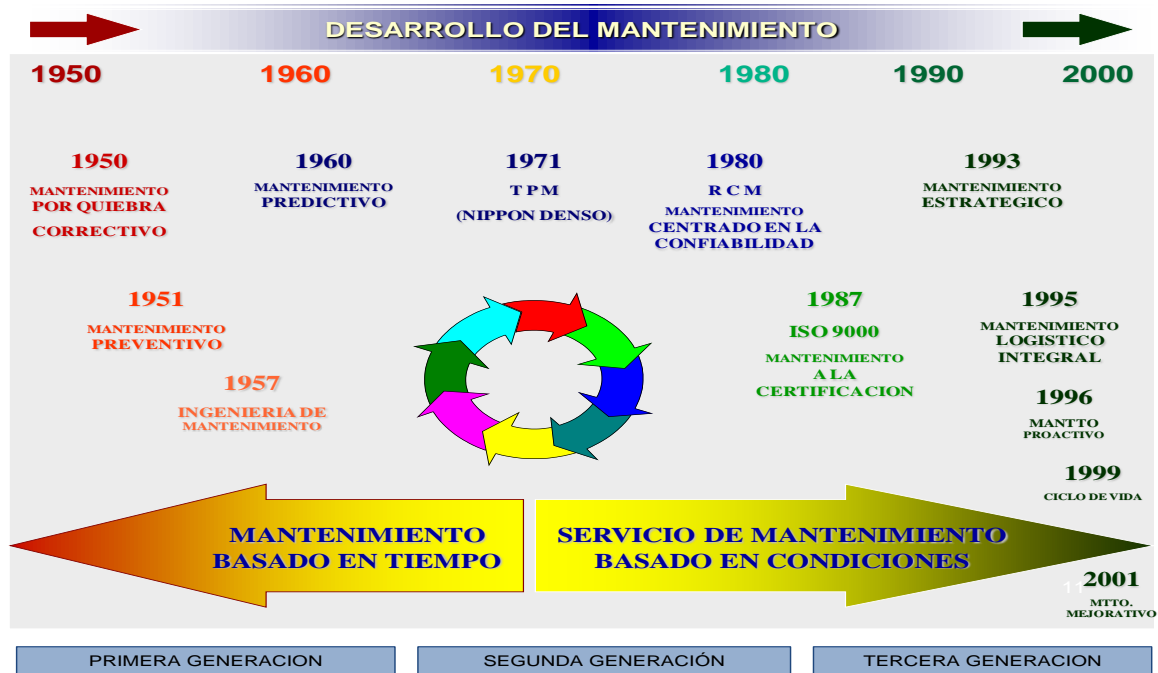 DESARROLLO DEL MANTENIMIENTO
1950
1960
1970
1980
1990
2000
1950
MANTENIMIENTO
POR QUIEBRA
CORRECTIVO
1960
MANTENIMIENTO
PREDICTIVO
1971
T P M
(NIPPON DENSO)
1980
R C M
MANTENIMIENTO
CENTRADO EN LA
CONFIABILIDAD
1993
MANTENIMIENTO
ESTRATEGICO
1951
MANTENIMIENTO
PREVENTIVO
1957
INGENIERIA DE
MANTENIMIENTO
1987
ISO 9000
MANTENIMIENTO
A LA
CERTIFICACION
1995
MANTENIMIENTO
LOGISTICO
INTEGRAL
1996
MANTTO
PROACTIVO
1999
CICLO DE VIDA
MANTENIMIENTO
BASADO EN TIEMPO
SERVICIO DE MANTENIMIENTO
BASADO EN CONDICIONES
11
2001
MTTO.
MEJORATIVO
PRIMERA GENERACION
SEGUNDA GENERACIÓN
TERCERA GENERACION